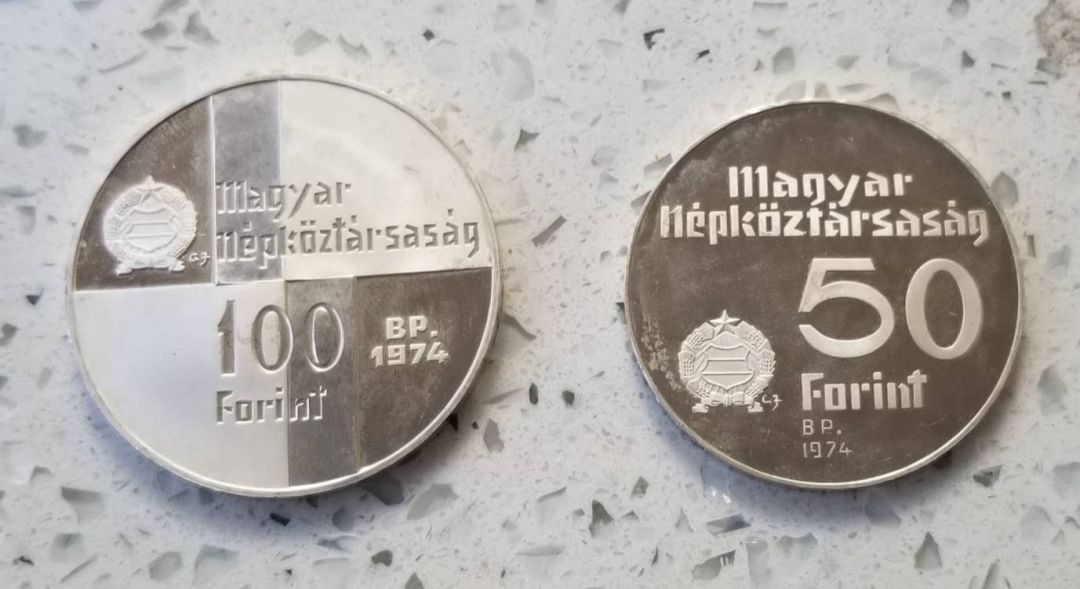 Magyar
Népköztársaság
100
Forint
BP.
1974
Magyar
Népköztársaság
50
Forint
BP.
1974